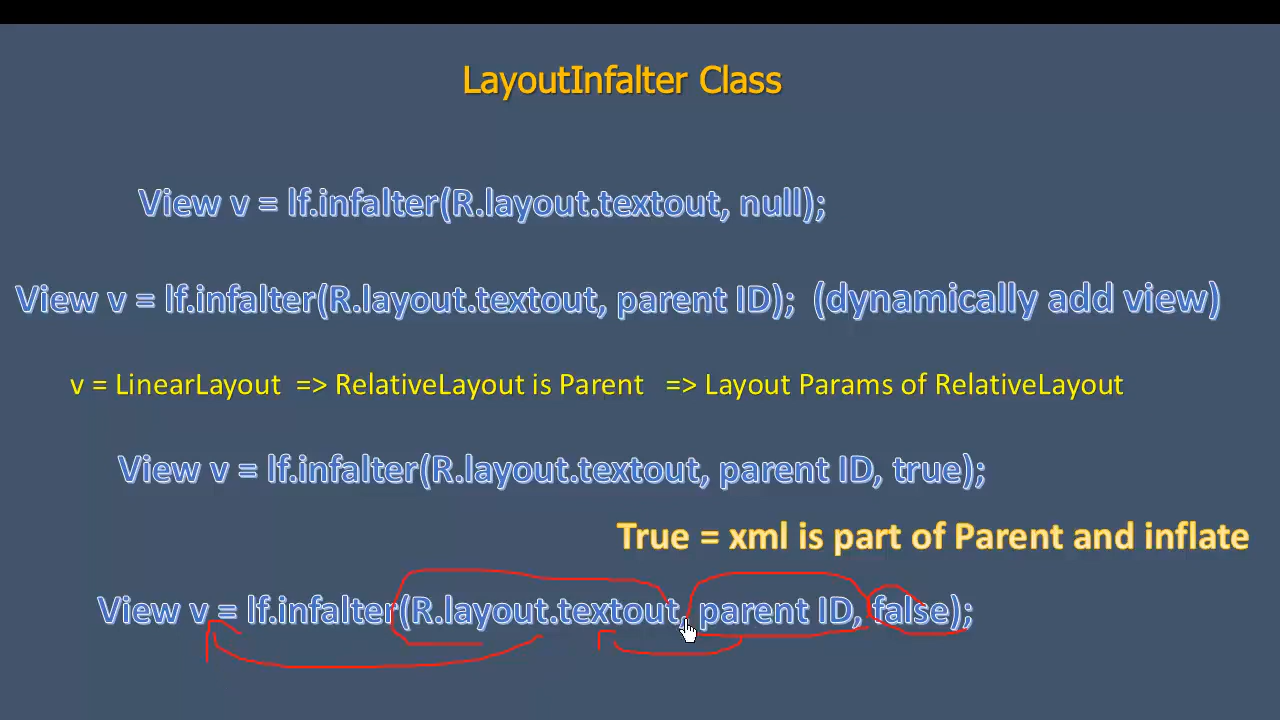 LayoutInfalter Class
View v = lf.infalter(R.layout.textout, null);
View v = lf.infalter(R.layout.textout, parent ID); (dynamically add view)
v = LinearLayout => RelativeLayout is Parent => Layout Params of RelativeLayout
View v = lf.infalter(R.layout.textout, parent ID, true);
True = xml is part of Parent and inflate
View v = lf.infalter(R.layout.textout, parent ID, false);